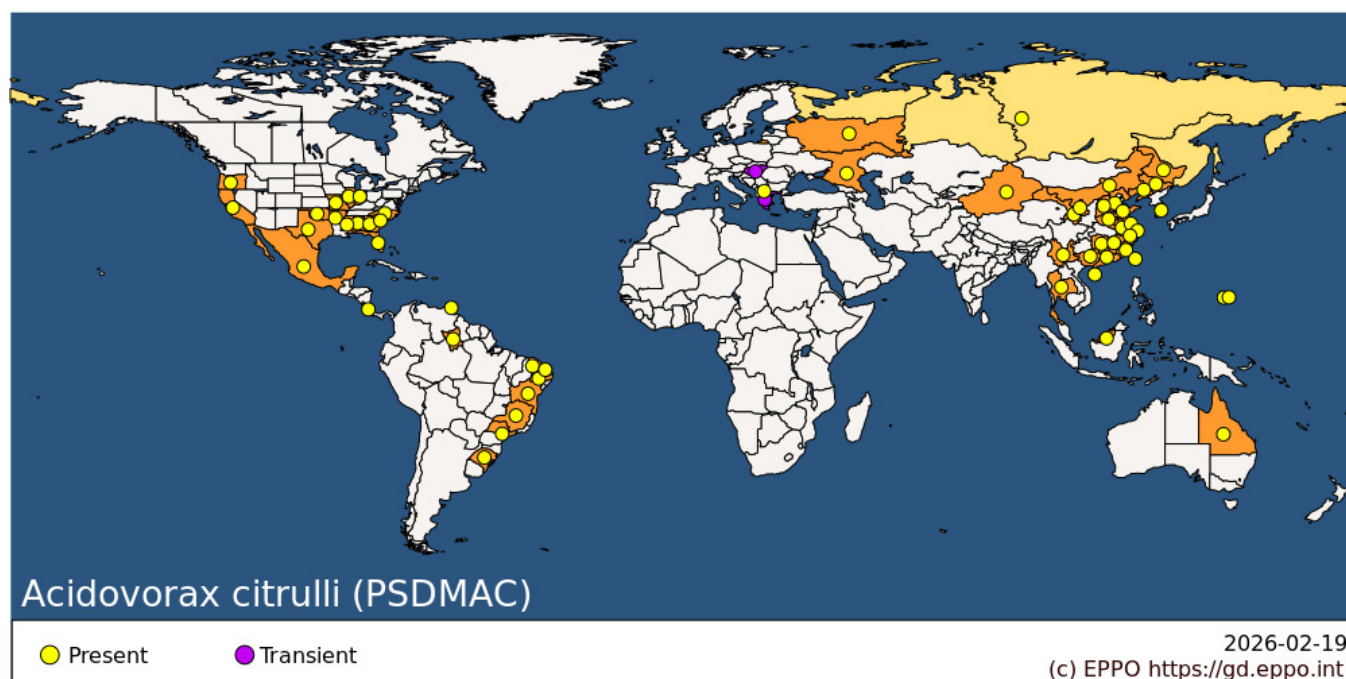 Acidovorax citrulli (PSDMAC)
Present
Transient
2026-02-19
(c) EPPO https://gd.eppo.int